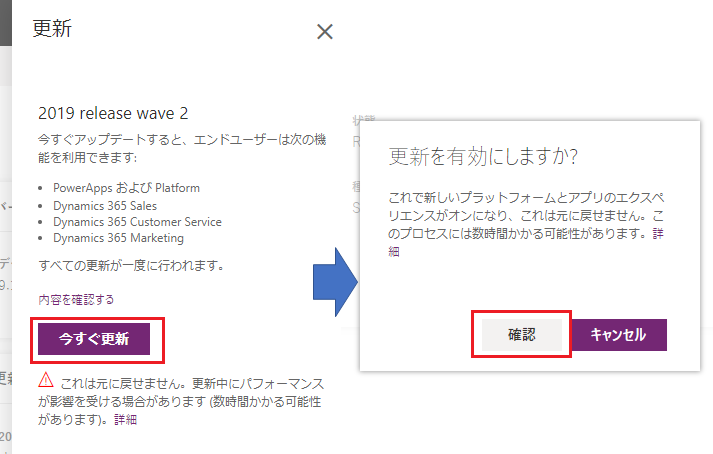 更新
2019 release wave 2
今すぐアップデートすると、エンドユーザーは次の機
能を利用できます:
• PowerApps および Platform
• Dynamics 365 Sales
• Dynamics 365 Customer Service
• Dynamics 365 Marketing
すべての更新が一度に行われます。
内容を確認する
今すぐ更新
これは元に戻せません。更新中にパフォーマンス
が影響を受ける場合があります (数時間かかる可能性
があります)。詳細
状態
更新を有効にしますか?
これで新しいプラットフォームとアプリのエクスペ
リエンスがオンになり、これは元に戻せません。こ
のプロセスには数時間かかる可能性があります。詳
細
確認
キャンセル